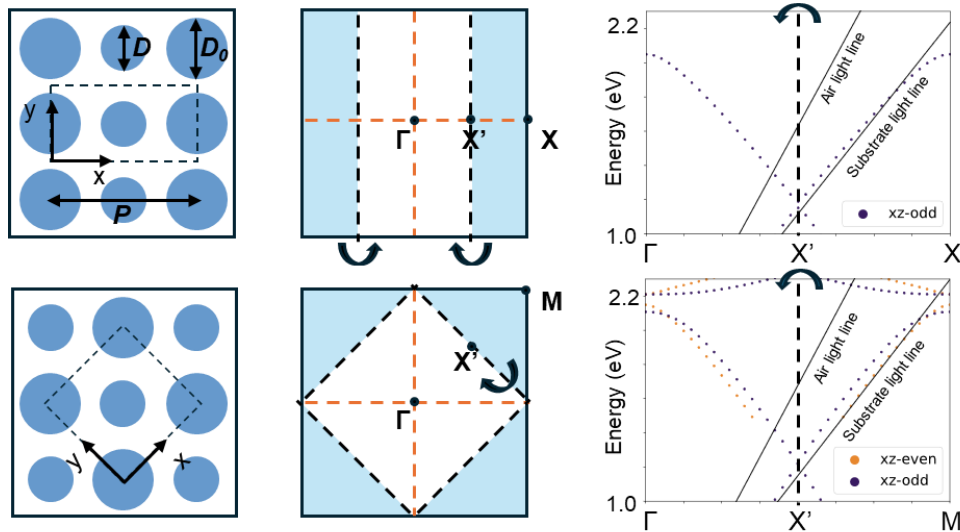 D
D₀
y
x
P
Γ
X’
X
2.2
Energy (eV)
Air light line
Substrate light line
xz-odd
1.0
Γ
X’
X
y
x
M
X’
Γ
2.2
Energy (eV)
Air light line
Substrate light line
xz-even
xz-odd
1.0
Γ
X’
M